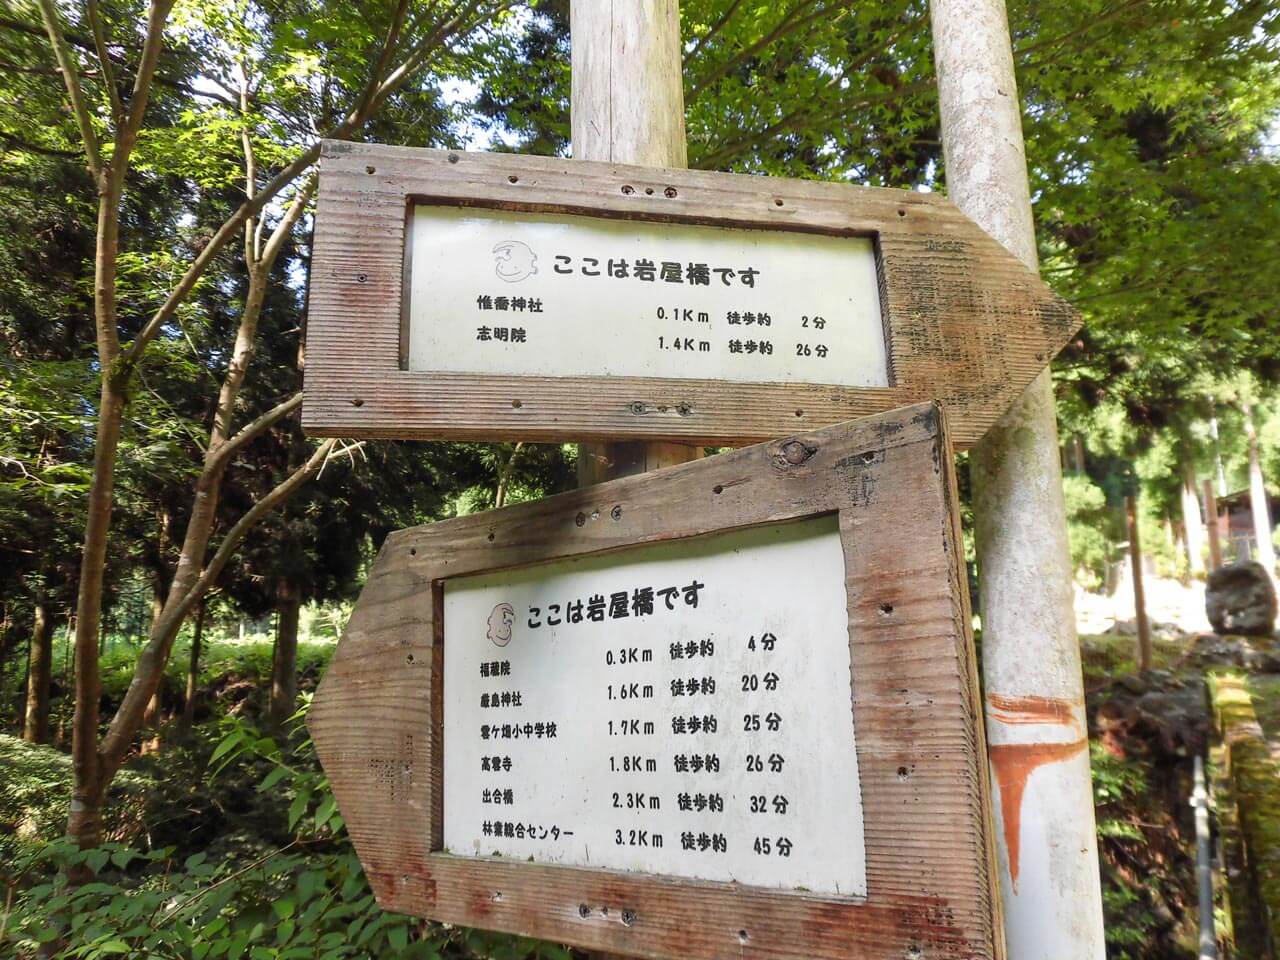 ここは岩屋橋です
惟喬神社 0.1Km 徒歩約 2分
志明院 1.4Km 徒歩約 26分
ここは岩屋橋です
福蔵院 0.3Km 徒歩約 4分
厳島神社 1.6Km 徒歩約 20分
雲ケ畑小中学校 1.7Km 徒歩約 25分
高雲寺 1.8Km 徒歩約 26分
出合橋 2.3Km 徒歩約 32分
林業総合センター 3.2Km 徒歩約 45分